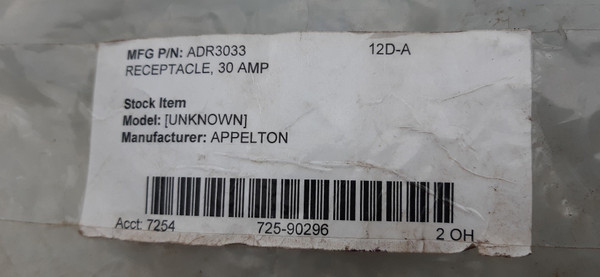 MFG P/N: ADR3033 12D-A
RECEPTACLE, 30 AMP
Stock Item
Model: [UNKNOWN]
Manufacturer: APPELTON
Acct: 7254 725-90296 2 OH